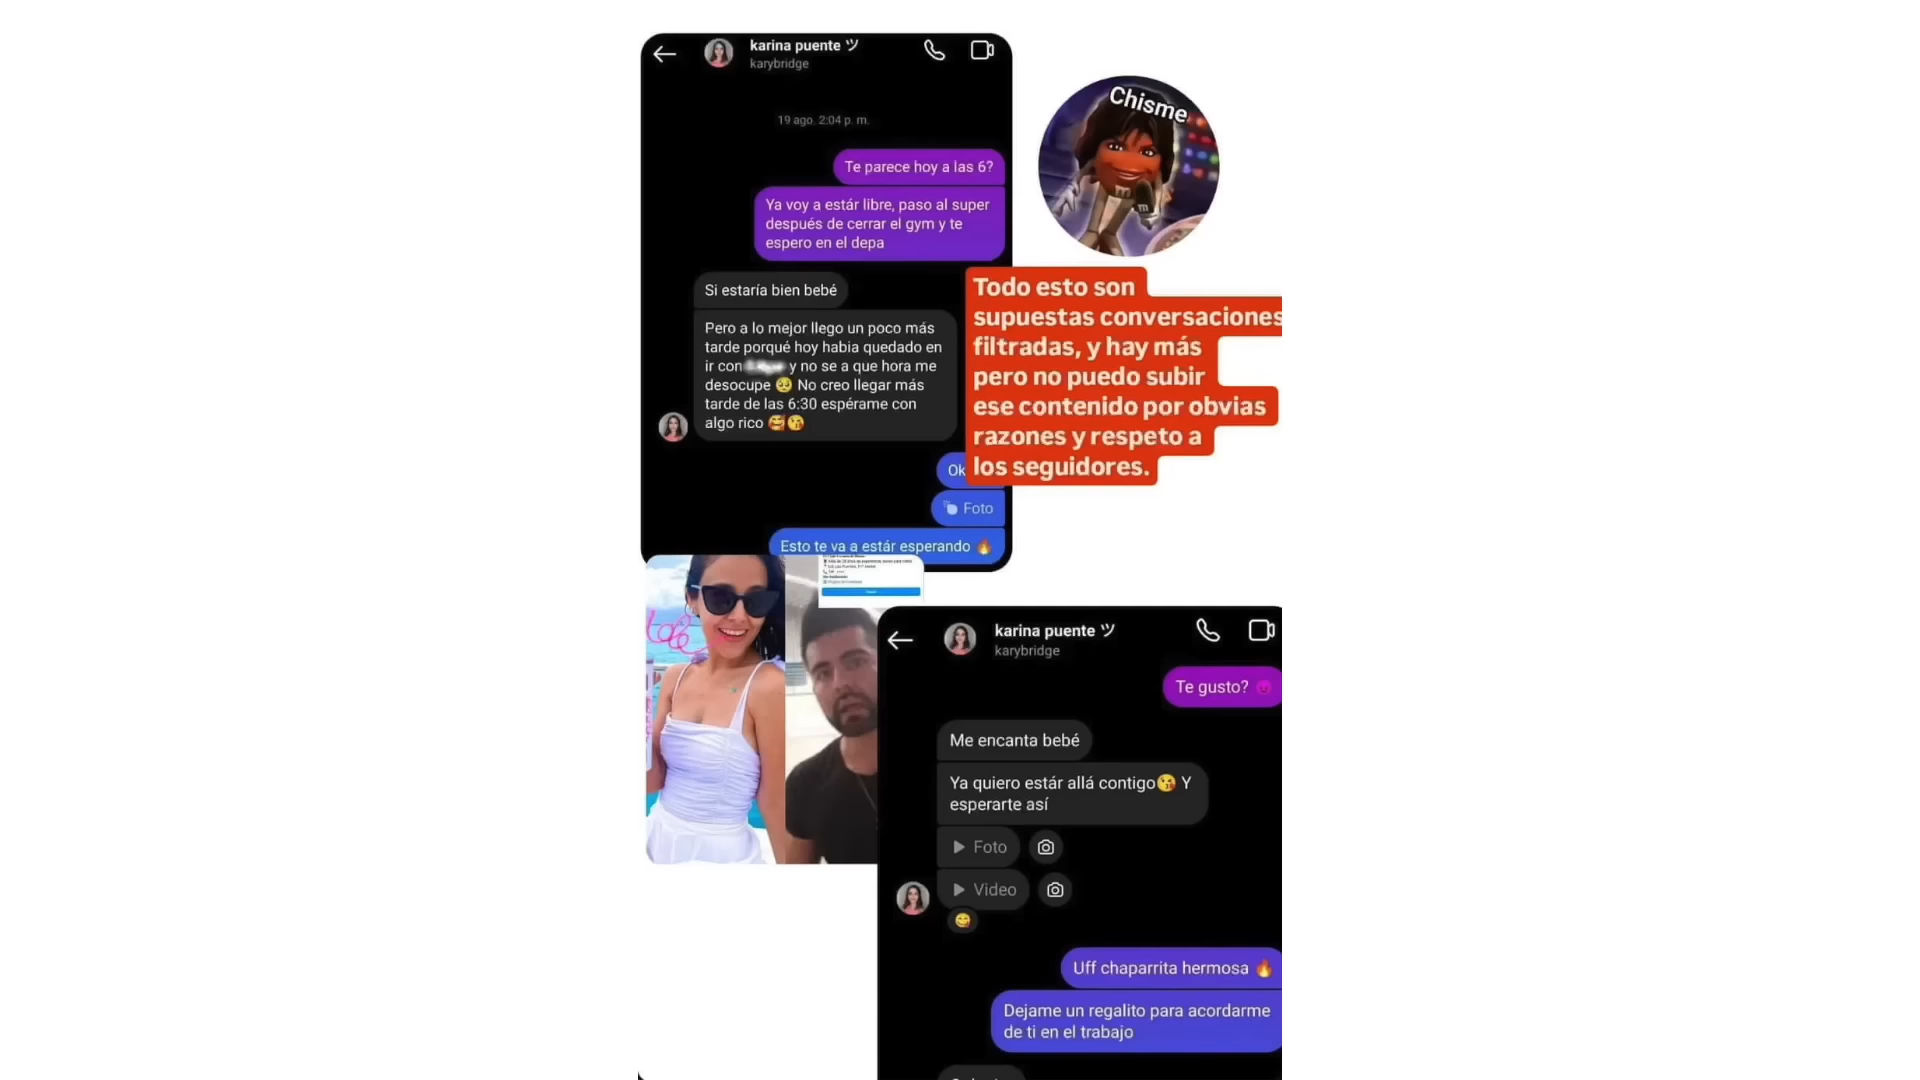 karina puente ツ
karybridge
19 ago. 2:04 p. m.
Te parece hoy a las 6?
Ya voy a estár libre, paso al super
después de cerrar el gym y te
espero en el depa
Si estaría bien bebé
Pero a lo mejor llego un poco más
tarde porqué hoy habia quedado en
ir con y no se a que hora me
desocupe 🥺 No creo llegar más
tarde de las 6:30 espérame con
algo rico 🥰😘
Ok
Foto
Esto te va a estár esperando 🔥
Chisme
m
Todo esto son
supuestas conversaciones
filtradas, y hay más
pero no puedo subir
ese contenido por obvias
razones y respeto a
los seguidores.
karina puente ツ
karybridge
Te gusto? 😈
Me encanta bebé
Ya quiero estár allá contigo😘 Y
esperarte así
Foto
Video
😋
Uff chaparrita hermosa 🔥
Dejame un regalito para acordarme
de ti en el trabajo